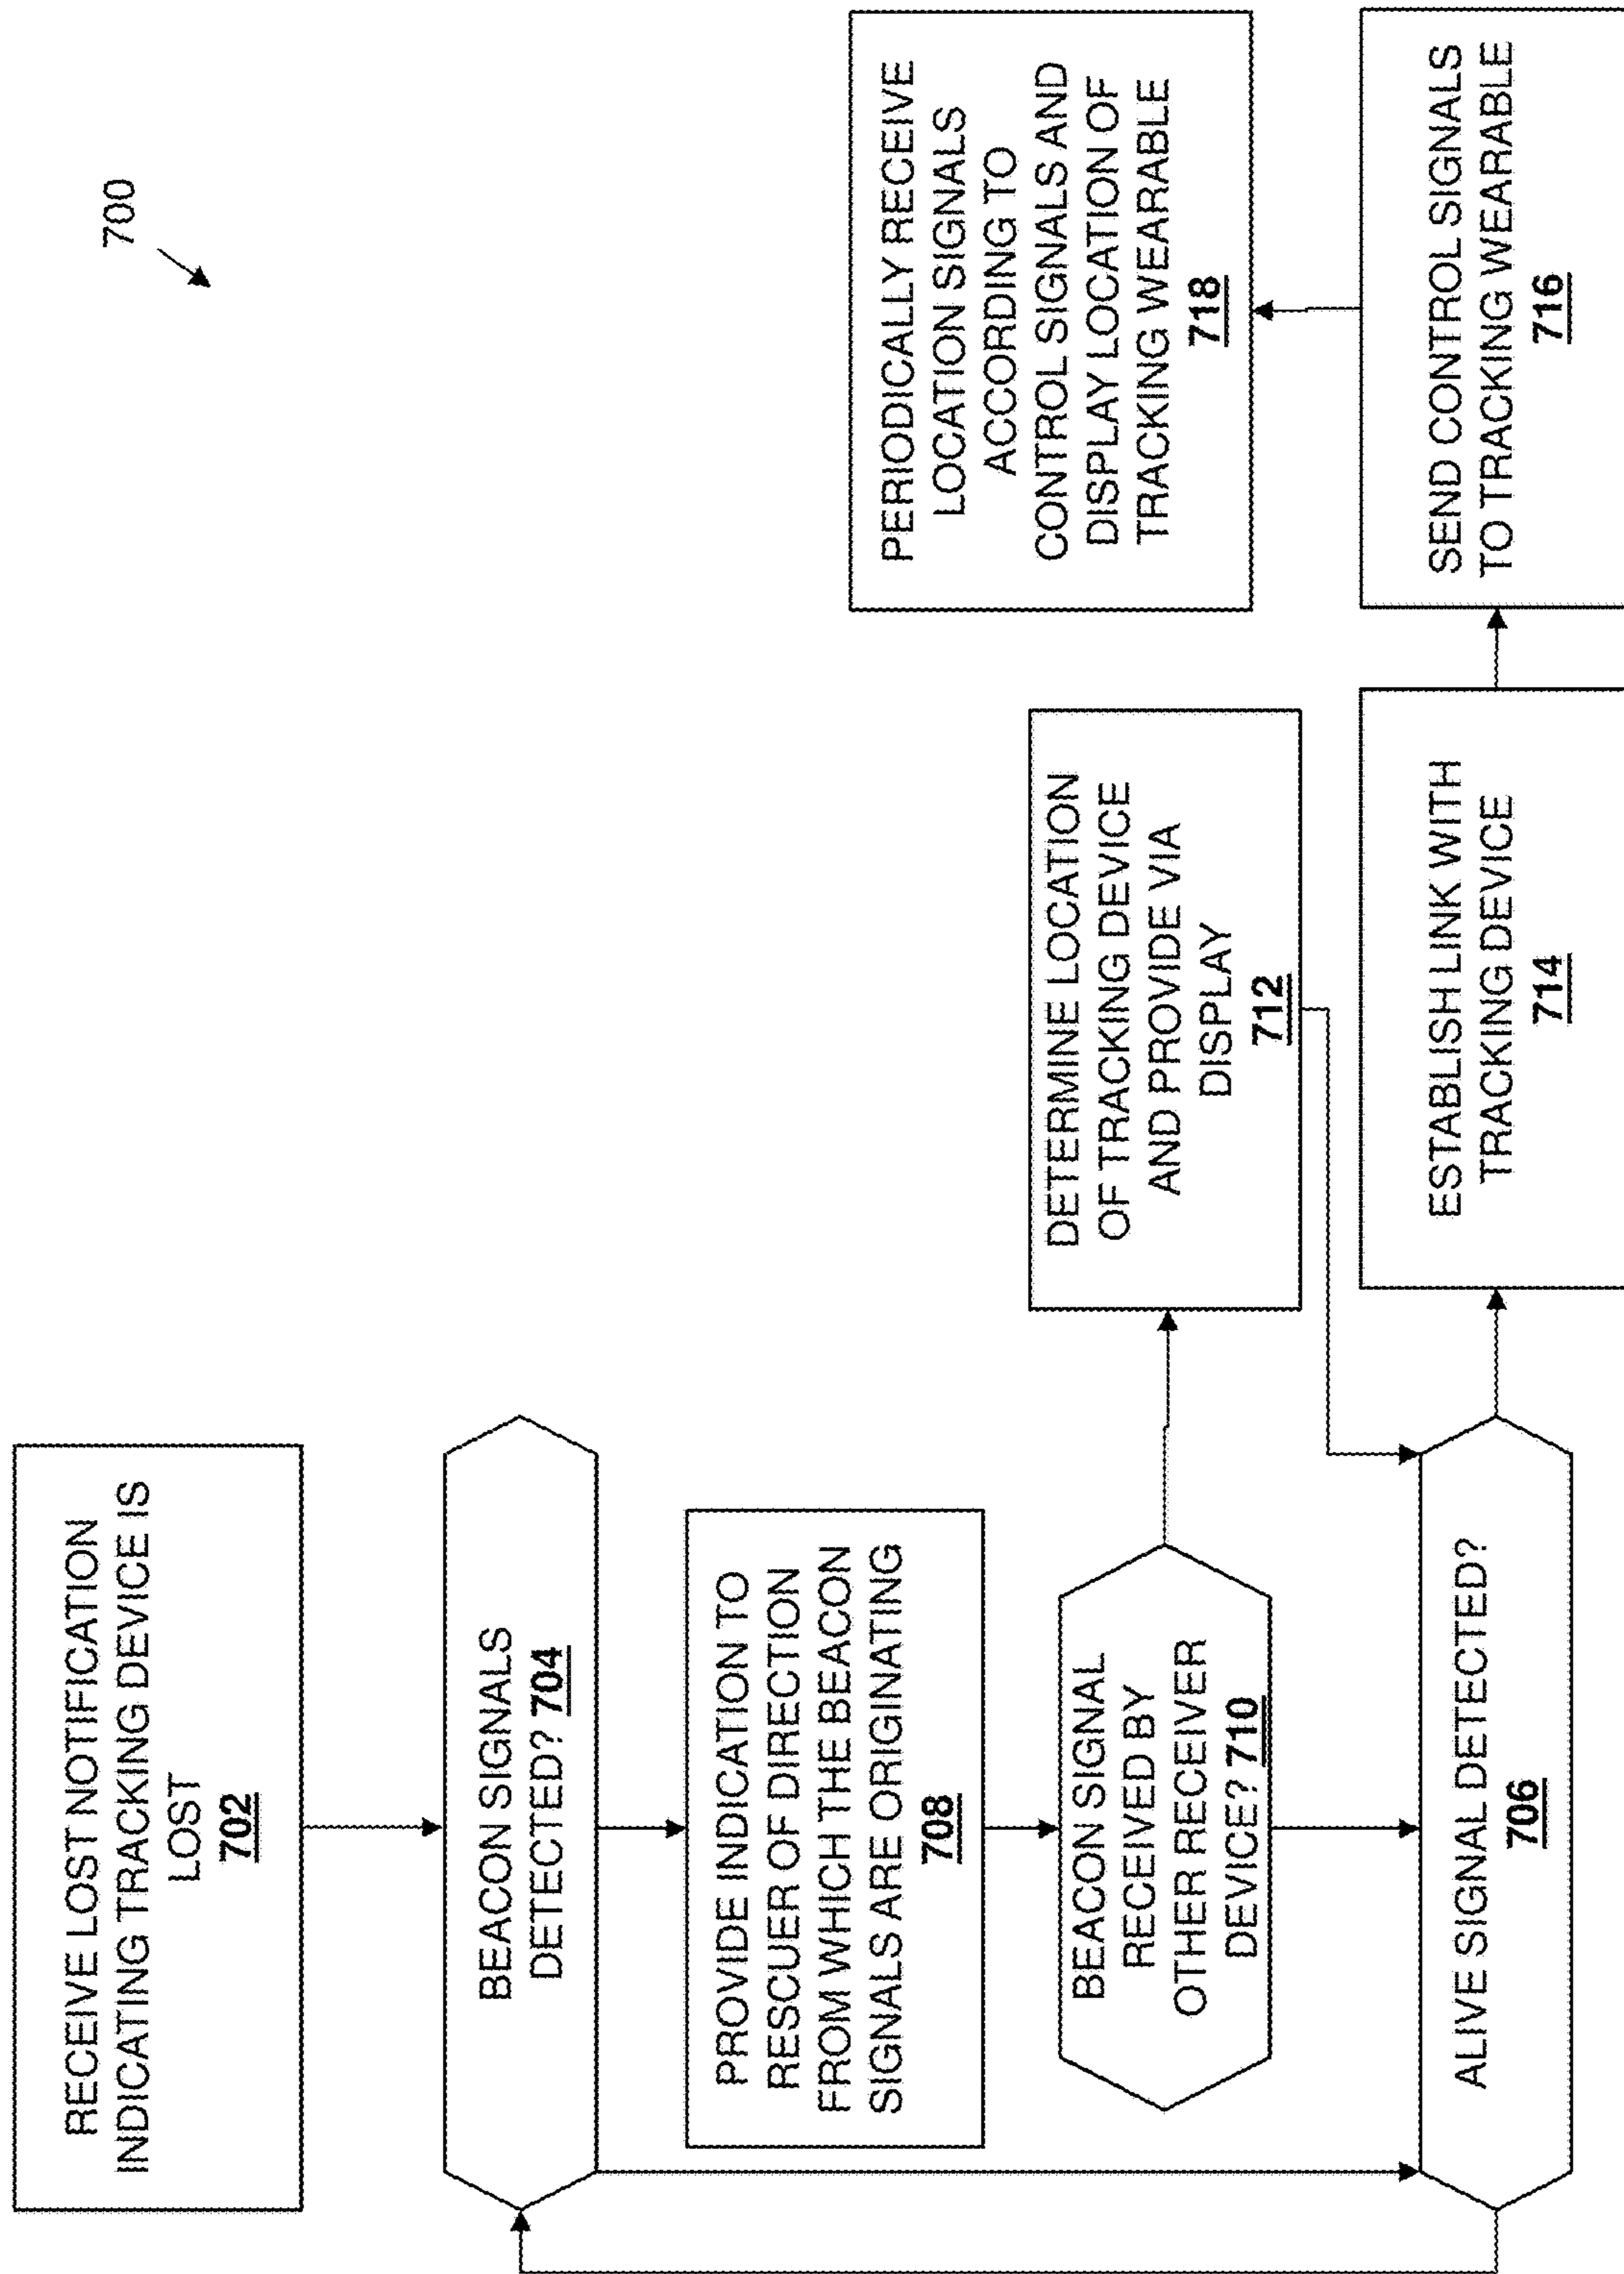 700
RECEIVE LOST NOTIFICATION
INDICATING TRACKING DEVICE IS
LOST
702
BEACON SIGNALS
DETECTED? 704
PROVIDE INDICATION TO
RESCUER OF DIRECTION
FROM WHICH THE BEACON
SIGNALS ARE ORIGINATING
708
BEACON SIGNAL
RECEIVED BY
OTHER RECEIVER
DEVICE? 710
DETERMINE LOCATION
OF TRACKING DEVICE
AND PROVIDE VIA
DISPLAY
712
ALIVE SIGNAL DETECTED?
706
ESTABLISH LINK WITH
TRACKING DEVICE
714
SEND CONTROL SIGNALS
TO TRACKING WEARABLE
716
PERIODICALLY RECEIVE
LOCATION SIGNALS
ACCORDING TO
CONTROL SIGNALS AND
DISPLAY LOCATION OF
TRACKING WEARABLE
718